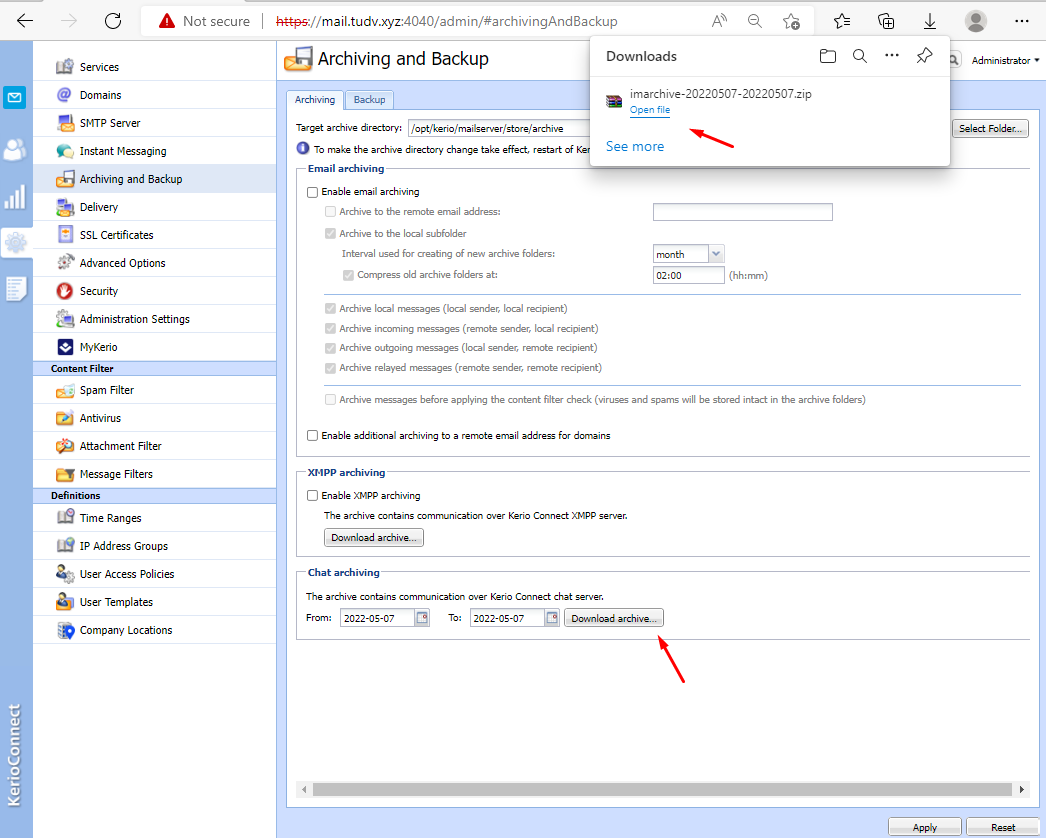 Not secure
https://mail.tudv.xyz:4040/admin/#archivingAndBackup
Downloads
imarchive-20220507-20220507.zip
Open file
See more
Administrator
Services
Domains
SMTP Server
Instant Messaging
Archiving and Backup
Delivery
SSL Certificates
Advanced Options
Security
Administration Settings
MyKerio
Content Filter
Spam Filter
Antivirus
Attachment Filter
Message Filters
Definitions
Time Ranges
IP Address Groups
User Access Policies
User Templates
Company Locations
KerioConnect
Archiving and Backup
Archiving Backup
Target archive directory: /opt/kerio/mailserver/store/archive Select Folder...
To make the archive directory change take effect, restart of Ker
Email archiving
Enable email archiving
Archive to the remote email address:
Archive to the local subfolder
Interval used for creating of new archive folders: month
Compress old archive folders at: 02:00 (hh:mm)
Archive local messages (local sender, local recipient)
Archive incoming messages (remote sender, local recipient)
Archive outgoing messages (local sender, remote recipient)
Archive relayed messages (remote sender, remote recipient)
Archive messages before applying the content filter check (viruses and spams will be stored intact in the archive folders)
Enable additional archiving to a remote email address for domains
XMPP archiving
Enable XMPP archiving
The archive contains communication over Kerio Connect XMPP server.
Download archive...
Chat archiving
The archive contains communication over Kerio Connect chat server.
From: 2022-05-07 To: 2022-05-07 Download archive...
Apply Reset